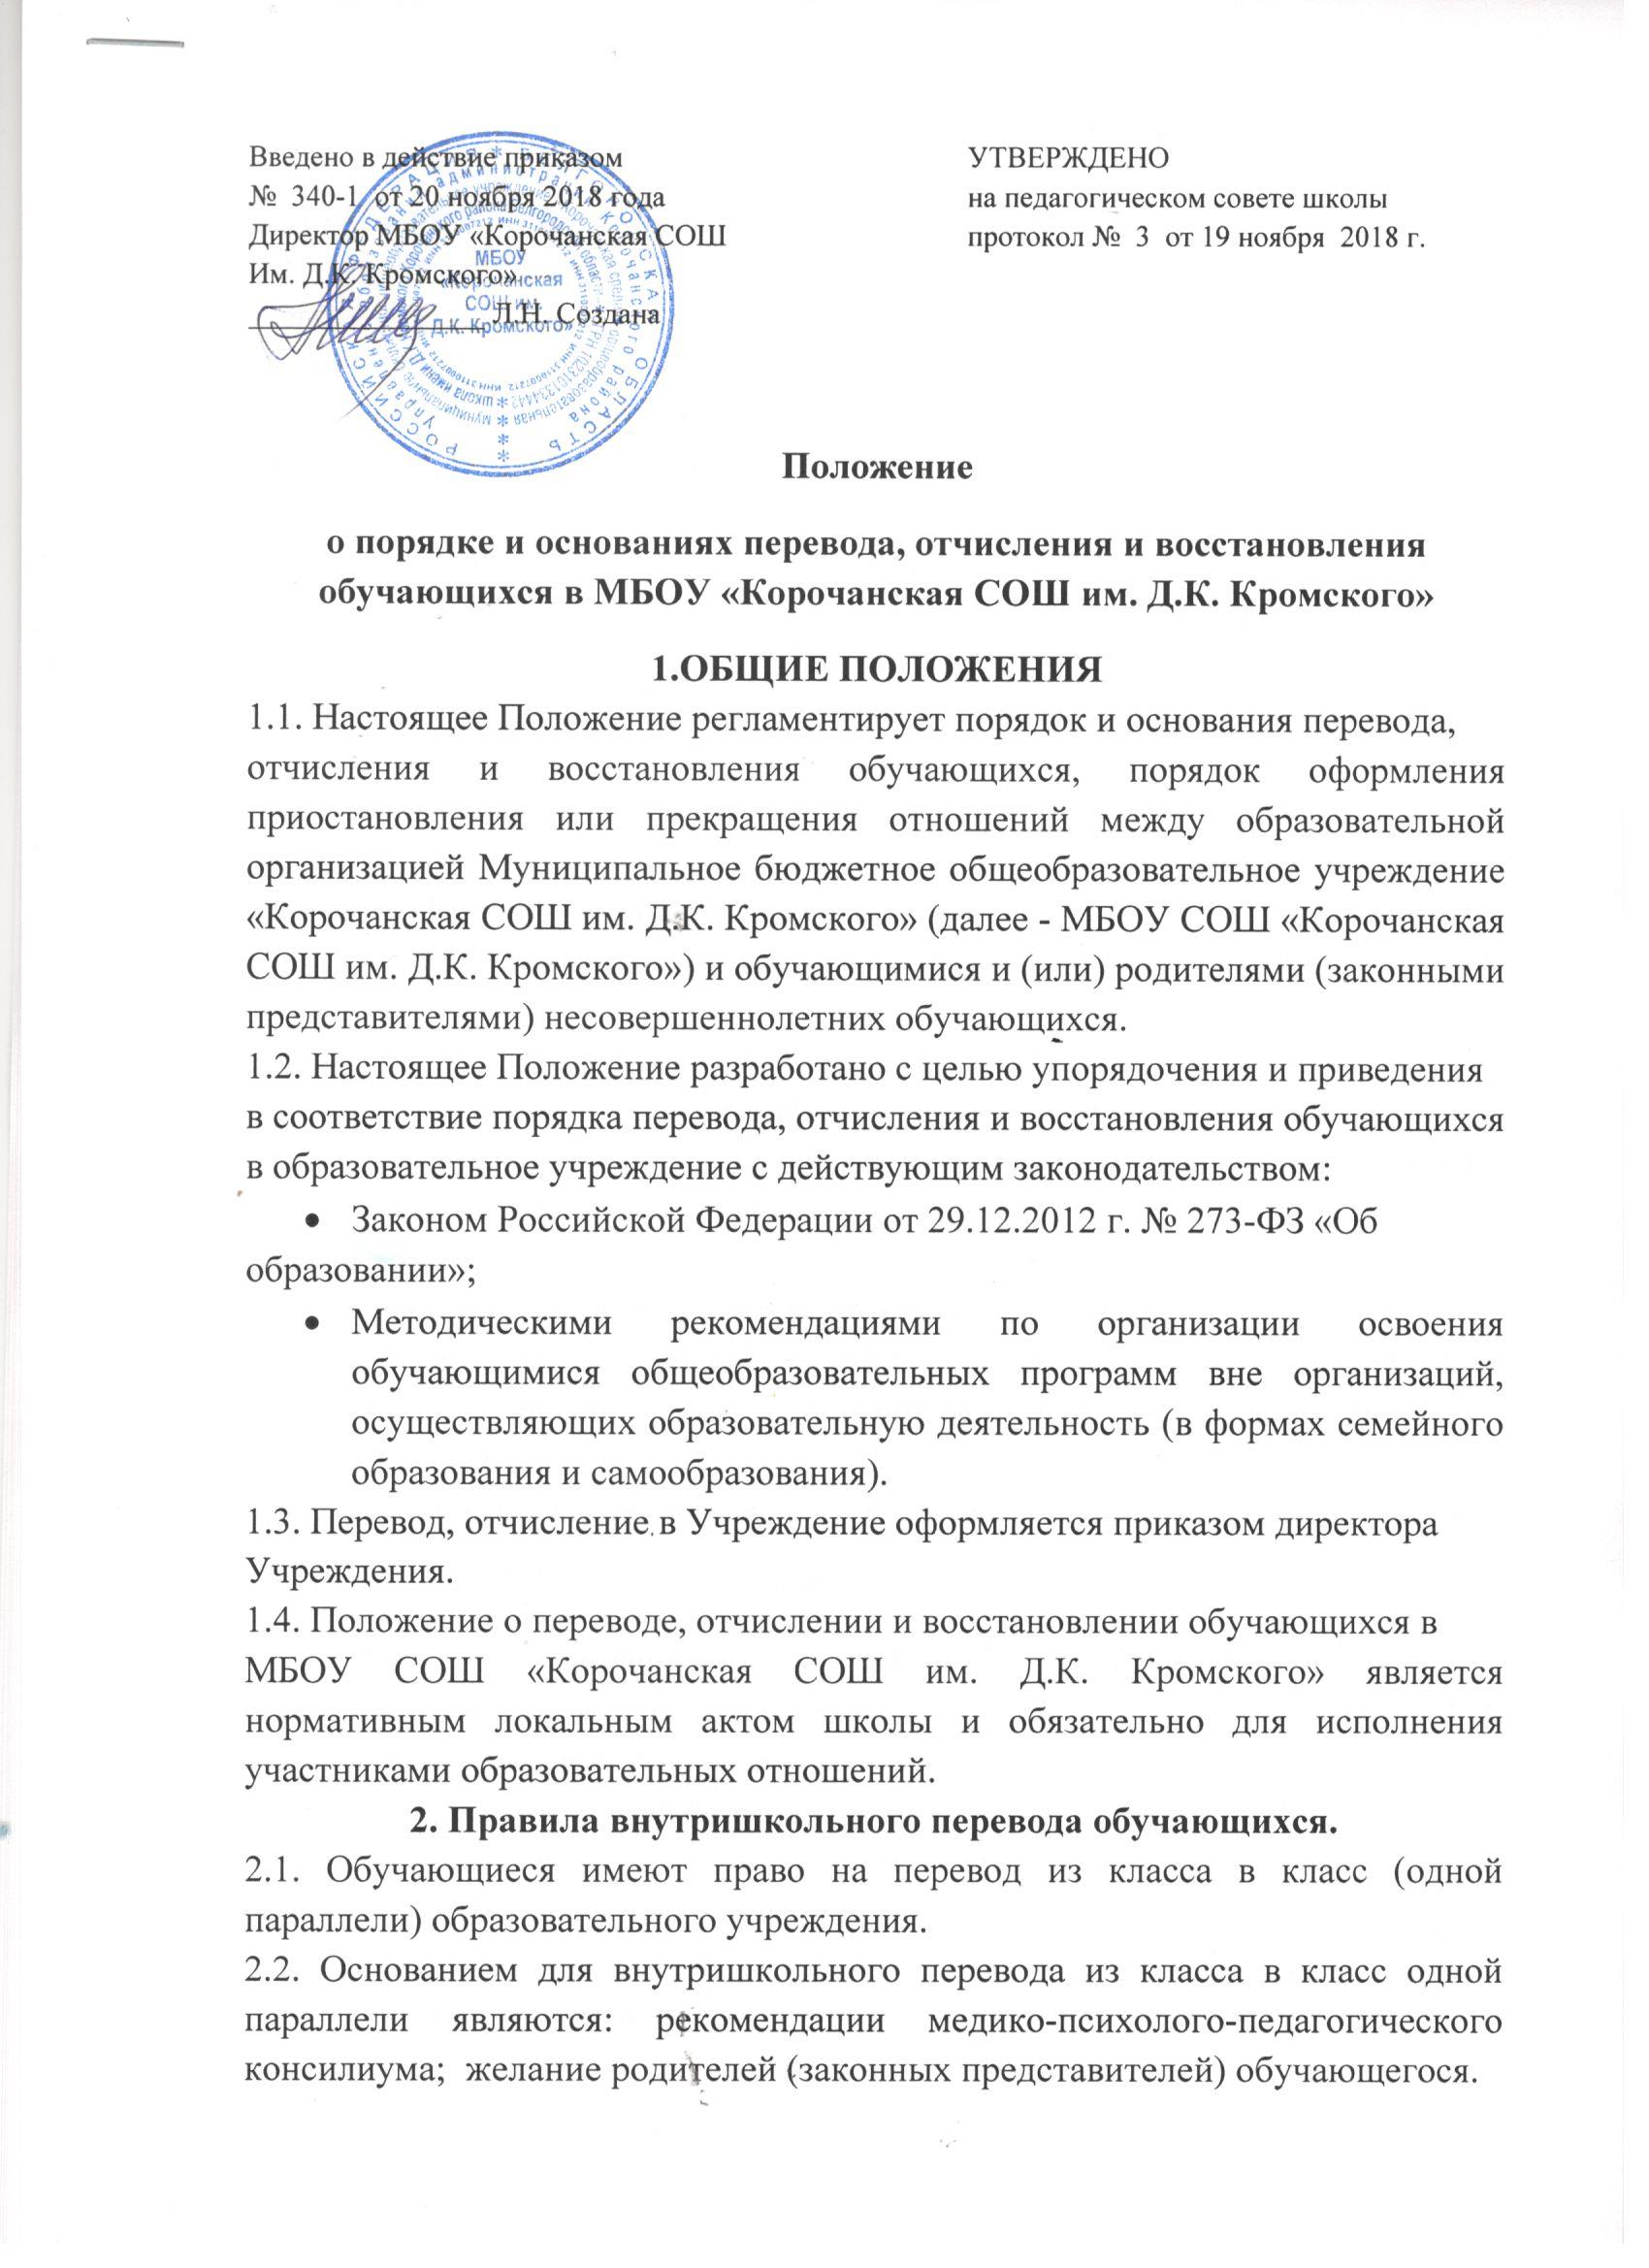 Введено в действие приказом
№ 340-1 от 20 ноября 2018 года
Директор МБОУ «Корочанская СОШ
Им. Д.К. Кромского»
Л.Н. Создана
УТВЕРЖДЕНО
на педагогическом совете школы
протокол № 3 от 19 ноября 2018 г.
МБОУ
«Корочанская
СОШ им.
Д.К. Кромского»
Положение
о порядке и основаниях перевода, отчисления и восстановления
обучающихся в МБОУ «Корочанская СОШ им. Д.К. Кромского»
1.ОБЩИЕ ПОЛОЖЕНИЯ
1.1. Настоящее Положение регламентирует порядок и основания перевода,
отчисления и восстановления обучающихся, порядок оформления
приостановления или прекращения отношений между образовательной
организацией Муниципальное бюджетное общеобразовательное учреждение
«Корочанская СОШ им. Д.К. Кромского» (далее - МБОУ СОШ «Корочанская
СОШ им. Д.К. Кромского») и обучающимися и (или) родителями (законными
представителями) несовершеннолетних обучающихся.
1.2. Настоящее Положение разработано с целью упорядочения и приведения
в соответствие порядка перевода, отчисления и восстановления обучающихся
в образовательное учреждение с действующим законодательством:
• Законом Российской Федерации от 29.12.2012 г. № 273-ФЗ «Об
образовании»;
• Методическими рекомендациями по организации освоения
обучающимися общеобразовательных программ вне организаций,
осуществляющих образовательную деятельность (в формах семейного
образования и самообразования).
1.3. Перевод, отчисление в Учреждение оформляется приказом директора
Учреждения.
1.4. Положение о переводе, отчислении и восстановлении обучающихся в
МБОУ СОШ «Корочанская СОШ им. Д.К. Кромского» является
нормативным локальным актом школы и обязательно для исполнения
участниками образовательных отношений.
2. Правила внутришкольного перевода обучающихся.
2.1. Обучающиеся имеют право на перевод из класса в класс (одной
параллели) образовательного учреждения.
2.2. Основанием для внутришкольного перевода из класса в класс одной
параллели являются: рекомендации медико-психолого-педагогического
консилиума; желание родителей (законных представителей) обучающегося.